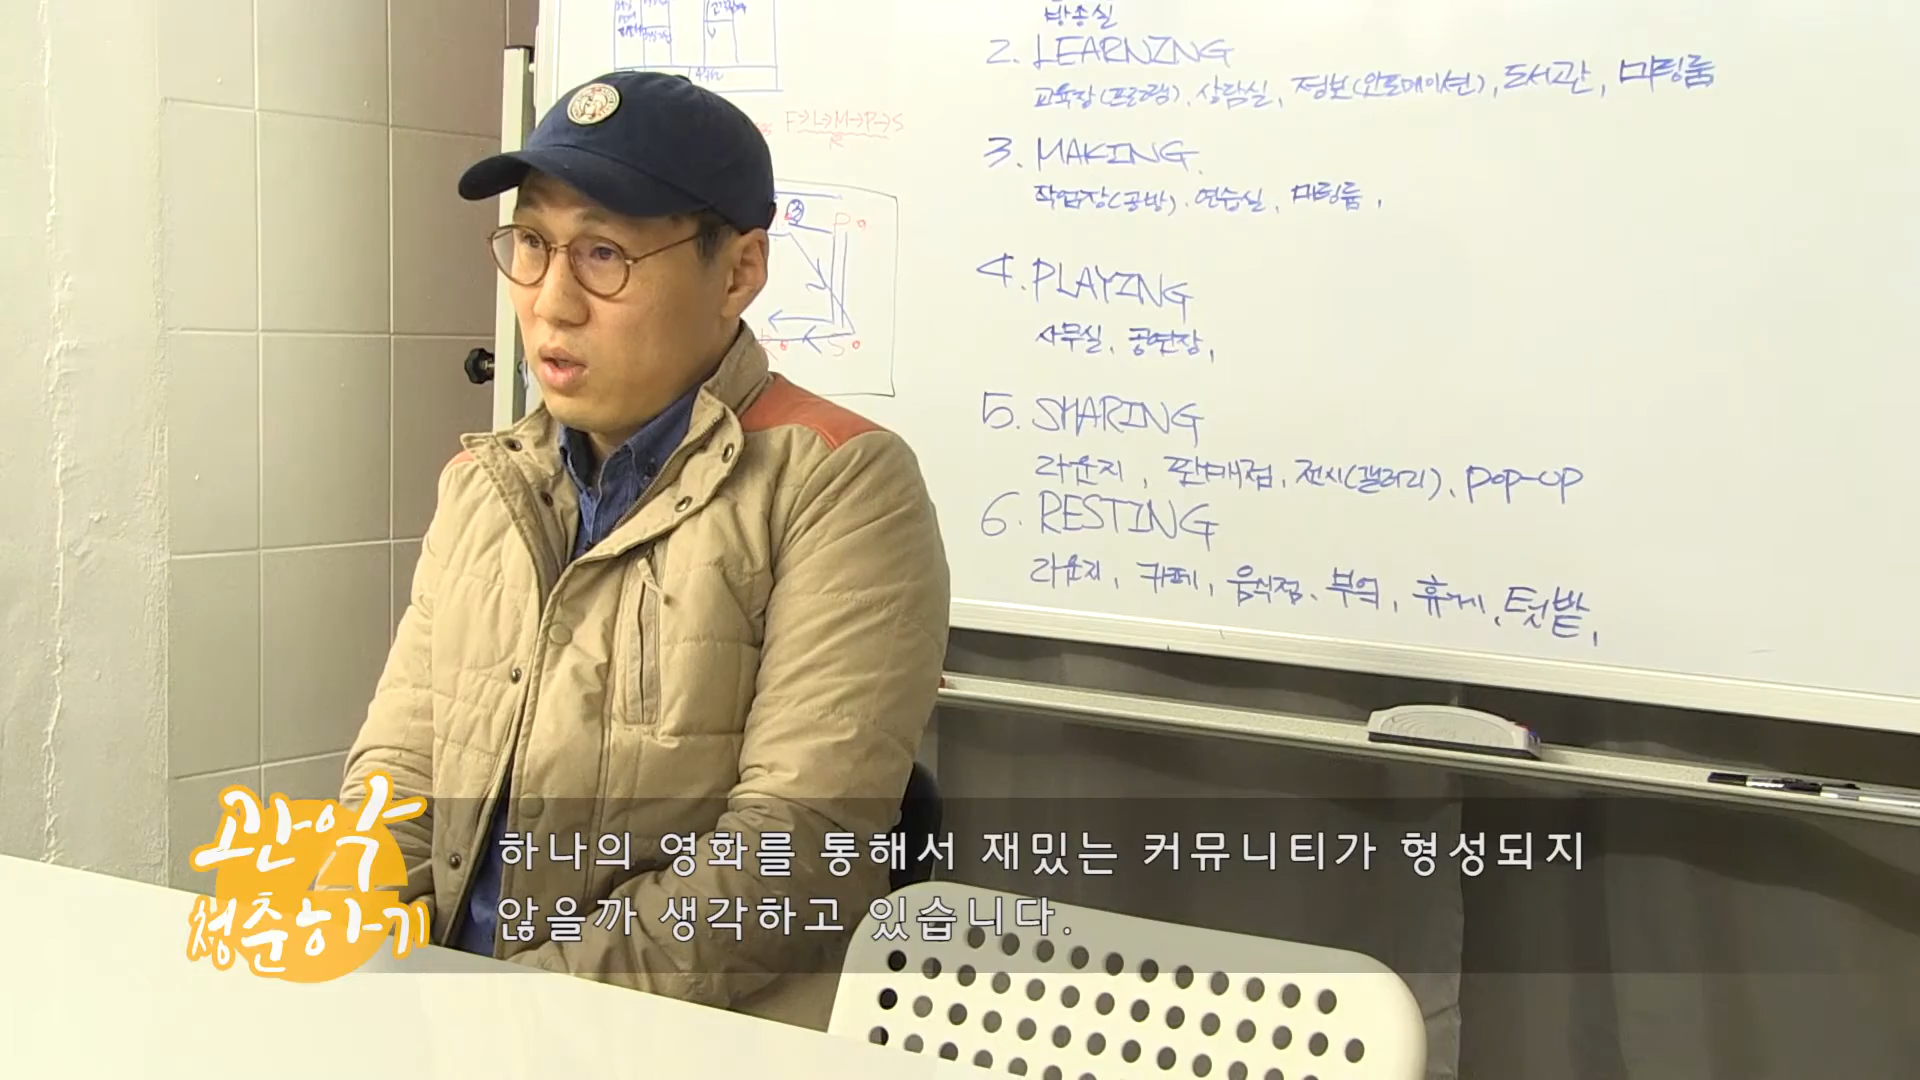 방송실
2. LEARNING
교육장(프로그램), 상담실, 정보(인포메이션), 도서관, 미팅룸
F→L→M→P→S
3. MAKING
작업장(공방). 연습실, 미팅룸,
P
4. PLAYING
사무실, 공연장,
R S
5. SHARING
라운지, 판매점, 전시(갤러리), POP-UP
6. RESTING
라운지, 카페, 음식점, 부엌, 휴게, 텃밭,
관악
청춘하기
하나의 영화를 통해서 재밌는 커뮤니티가 형성되지
않을까 생각하고 있습니다.